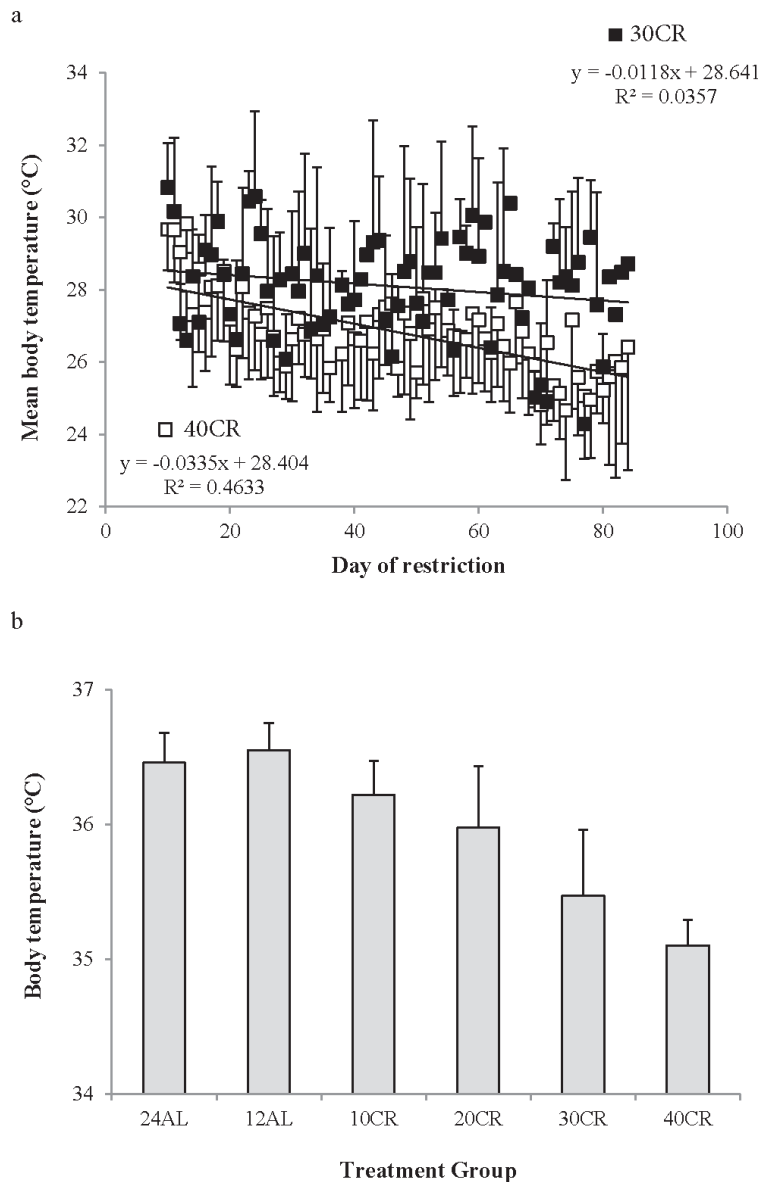 a
■ 30CR
y = -0.0118x + 28.641
R² = 0.0357
34
32
30
28
26
24
22
Mean body temperature (°C)
□ 40CR
y = -0.0335x + 28.404
R² = 0.4633
0 20 40 60 80 100
Day of restriction
b
37
36
35
34
Body temperature (°C)
24AL 12AL 10CR 20CR 30CR 40CR
Treatment Group